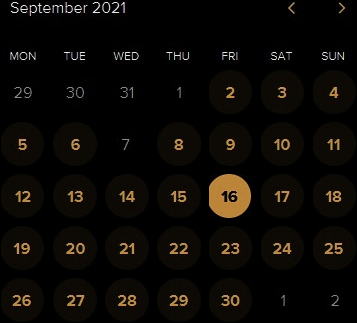 September 2021
MON TUE WED THU FRI SAT SUN
29 30 31 1 2 3 4
5 6 7 8 9 10 11
12 13 14 15 16 17 18
19 20 21 22 23 24 25
26 27 28 29 30 1 2